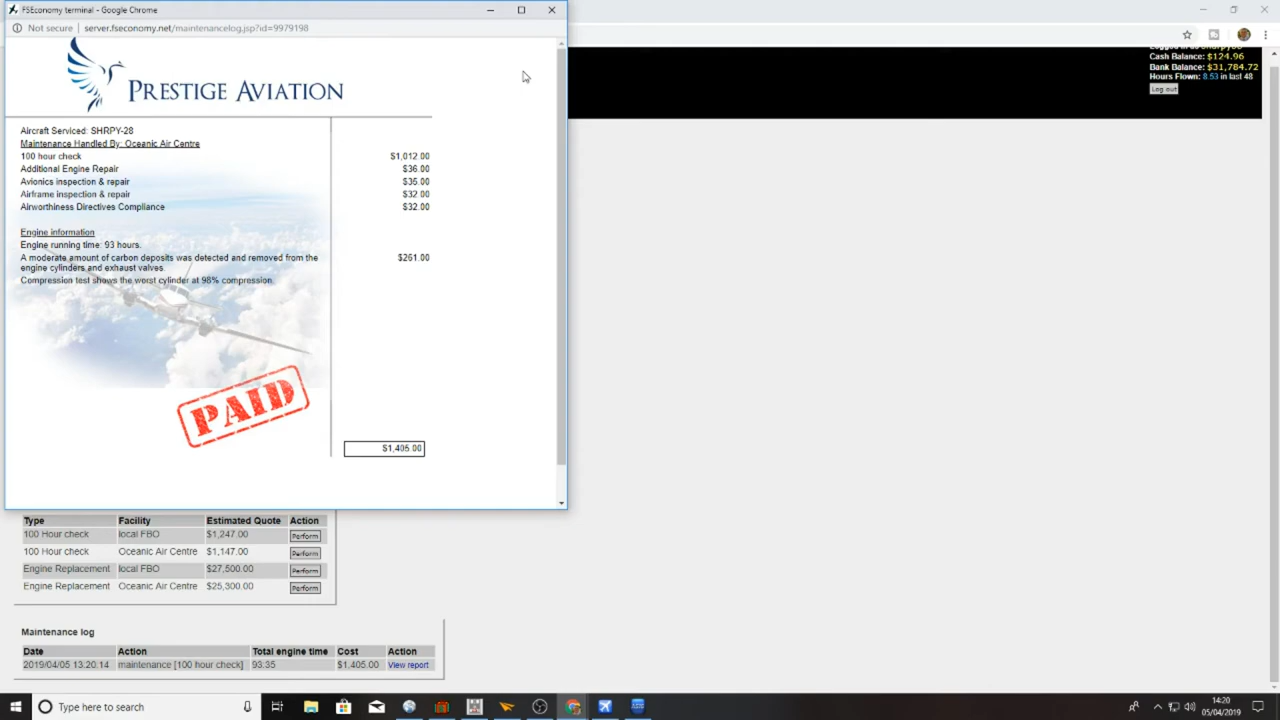 FSEconomy terminal - Google Chrome
Not secure | server.fseconomy.net/maintenancelog.jsp?id=9979198
Cash Balance: $124.96
Bank Balance: $31,784.72
Hours Flown: 8.53 in last 48
Log out
PRESTIGE AVIATION
Aircraft Serviced: SHRPY-28
Maintenance Handled By: Oceanic Air Centre
100 hour check $1,012.00
Additional Engine Repair $36.00
Avionics inspection & repair $35.00
Airframe inspection & repair $32.00
Airworthiness Directives Compliance $32.00
Engine information
Engine running time: 93 hours.
A moderate amount of carbon deposits was detected and removed from the $261.00
engine cylinders and exhaust valves.
Compression test shows the worst cylinder at 98% compression.
PAID
$1,405.00
Type Facility Estimated Quote Action
100 Hour check local FBO $1,247.00 Perform
100 Hour check Oceanic Air Centre $1,147.00 Perform
Engine Replacement local FBO $27,500.00 Perform
Engine Replacement Oceanic Air Centre $25,300.00 Perform
Maintenance log
Date Action Total engine time Cost Action
2019/04/05 13:20:14 maintenance [100 hour check] 93:35 $1,405.00 View report
Type here to search
14:20
05/04/2019